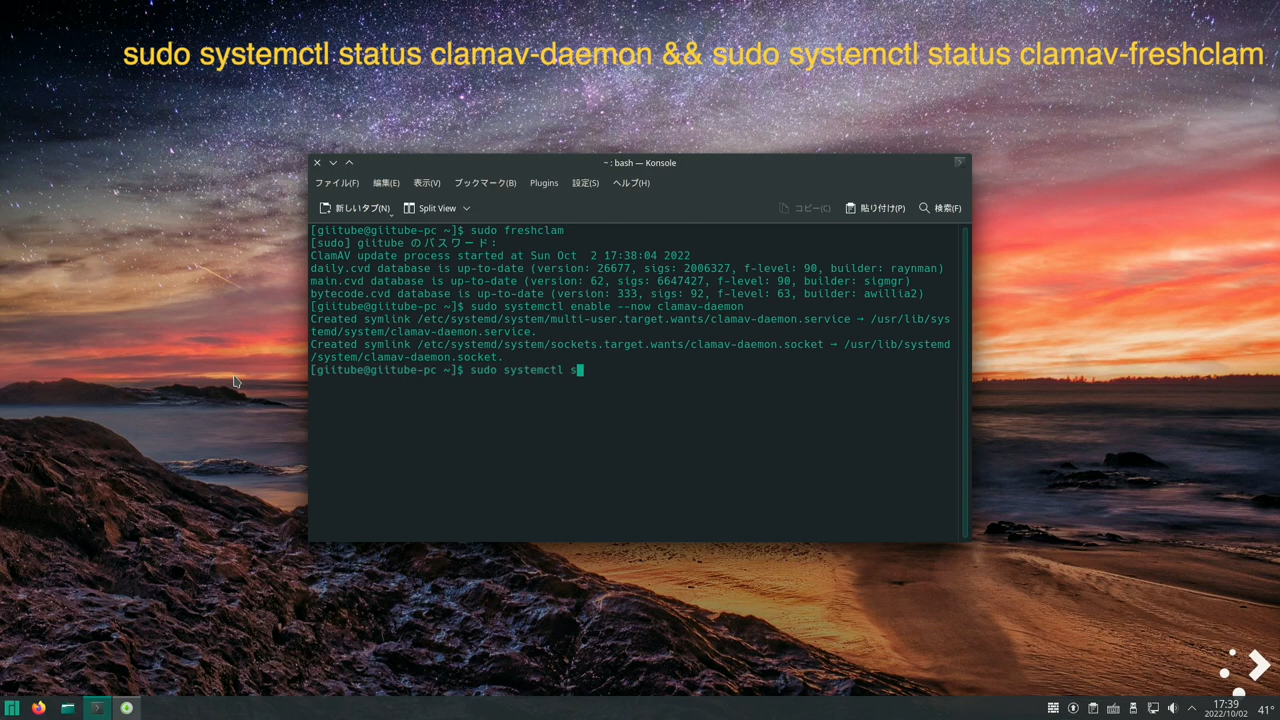 sudo systemctl status clamav-daemon && sudo systemctl status clamav-freshclam
~ : bash — Konsole
ファイル(F) 編集(E) 表示(V) ブックマーク(B) Plugins 設定(S) ヘルプ(H)
新しいタブ(N) Split View コピー(C) 貼り付け(P) 検索(F)
[giitube@giitube-pc ~]$ sudo freshclam
[sudo] giitube のパスワード:
ClamAV update process started at Sun Oct  2 17:38:04 2022
daily.cvd database is up-to-date (version: 26677, sigs: 2006327, f-level: 90, builder: raynman)
main.cvd database is up-to-date (version: 62, sigs: 6647427, f-level: 90, builder: sigmgr)
bytecode.cvd database is up-to-date (version: 333, sigs: 92, f-level: 63, builder: awillia2)
[giitube@giitube-pc ~]$ sudo systemctl enable --now clamav-daemon
Created symlink /etc/systemd/system/multi-user.target.wants/clamav-daemon.service → /usr/lib/sys
temd/system/clamav-daemon.service.
Created symlink /etc/systemd/system/sockets.target.wants/clamav-daemon.socket → /usr/lib/systemd
/system/clamav-daemon.socket.
[giitube@giitube-pc ~]$ sudo systemctl s
17:39
2022/10/02
41°